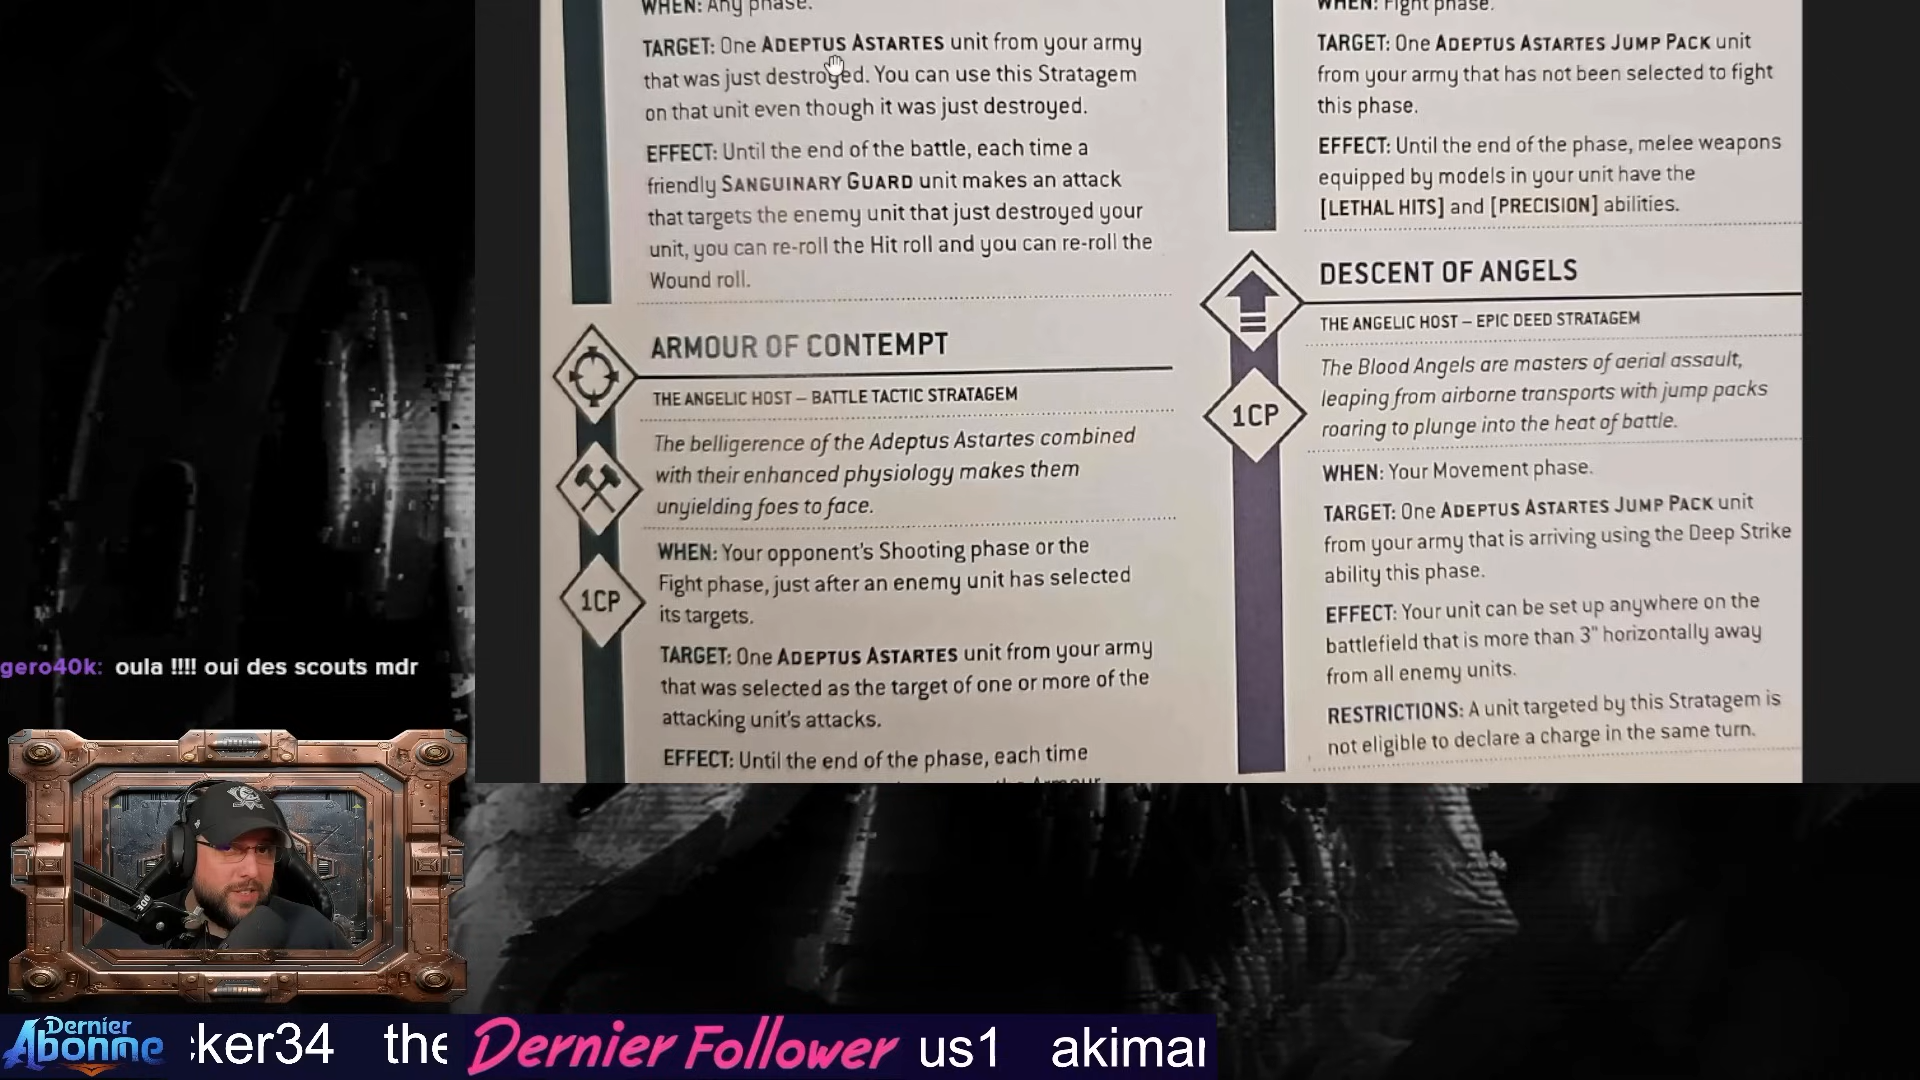 WHEN: Any phase.
TARGET: One ADEPTUS ASTARTES unit from your army
that was just destroyed. You can use this Stratagem
on that unit even though it was just destroyed.
EFFECT: Until the end of the battle, each time a
friendly SANGUINARY GUARD unit makes an attack
that targets the enemy unit that just destroyed your
unit, you can re-roll the Hit roll and you can re-roll the
Wound roll.
ARMOUR OF CONTEMPT
THE ANGELIC HOST – BATTLE TACTIC STRATAGEM
The belligerence of the Adeptus Astartes combined
with their enhanced physiology makes them
unyielding foes to face.
WHEN: Your opponent's Shooting phase or the
Fight phase, just after an enemy unit has selected
its targets.
1CP
TARGET: One ADEPTUS ASTARTES unit from your army
that was selected as the target of one or more of the
attacking unit's attacks.
EFFECT: Until the end of the phase, each time
WHEN: Fight phase.
TARGET: One ADEPTUS ASTARTES JUMP PACK unit
from your army that has not been selected to fight
this phase.
EFFECT: Until the end of the phase, melee weapons
equipped by models in your unit have the
[LETHAL HITS] and [PRECISION] abilities.
DESCENT OF ANGELS
THE ANGELIC HOST – EPIC DEED STRATAGEM
1CP
The Blood Angels are masters of aerial assault,
leaping from airborne transports with jump packs
roaring to plunge into the heat of battle.
WHEN: Your Movement phase.
TARGET: One ADEPTUS ASTARTES JUMP PACK unit
from your army that is arriving using the Deep Strike
ability this phase.
EFFECT: Your unit can be set up anywhere on the
battlefield that is more than 3" horizontally away
from all enemy units.
RESTRICTIONS: A unit targeted by this Stratagem is
not eligible to declare a charge in the same turn.
gero40k: oula !!!! oui des scouts mdr
Dernier
Abonné
ker34 the
Dernier Follower
us1 akimar